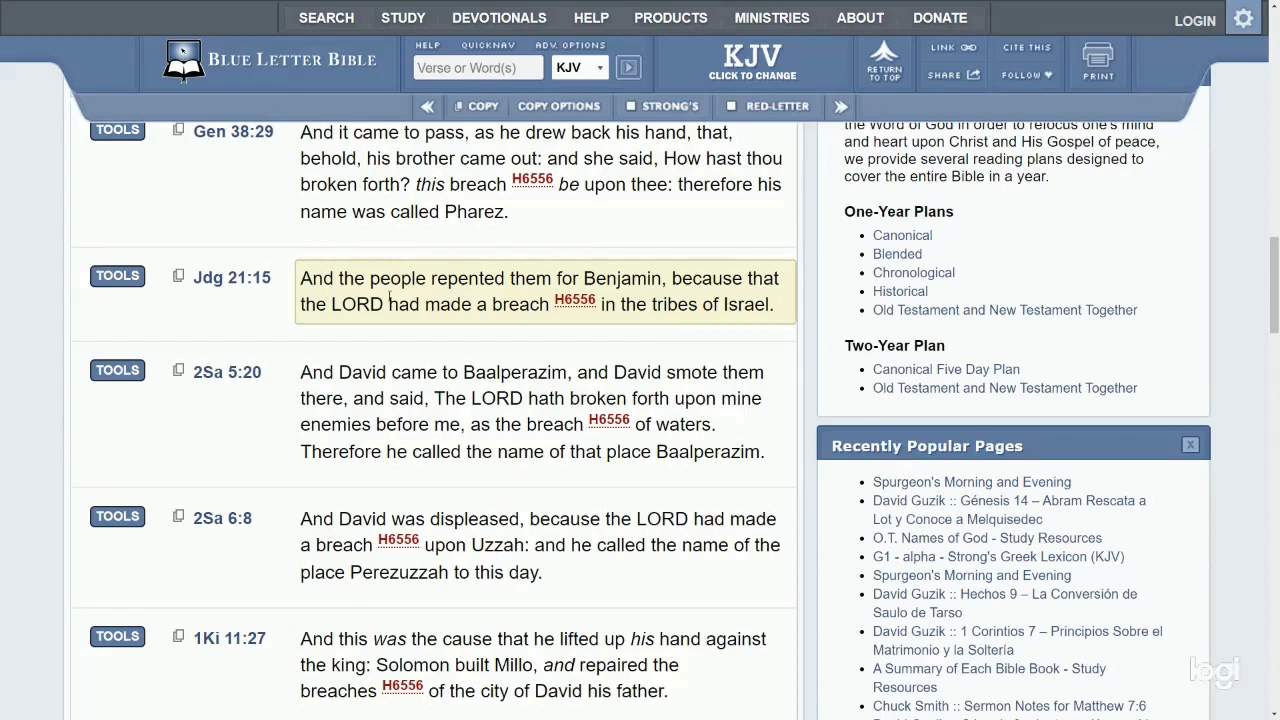 SEARCH STUDY DEVOTIONALS HELP PRODUCTS MINISTRIES ABOUT DONATE LOGIN
BLUE LETTER BIBLE
HELP QUICKNAV ADV. OPTIONS
Verse or Word(s) KJV
KJV
CLICK TO CHANGE
RETURN
TO TOP
LINK CITE THIS
SHARE FOLLOW
PRINT
COPY COPY OPTIONS STRONG'S RED-LETTER
TOOLS Gen 38:29 And it came to pass, as he drew back his hand, that,
behold, his brother came out: and she said, How hast thou
broken forth? this breach H6556 be upon thee: therefore his
name was called Pharez.
TOOLS Jdg 21:15 And the people repented them for Benjamin, because that
the LORD had made a breach H6556 in the tribes of Israel.
TOOLS 2Sa 5:20 And David came to Baalperazim, and David smote them
there, and said, The LORD hath broken forth upon mine
enemies before me, as the breach H6556 of waters.
Therefore he called the name of that place Baalperazim.
TOOLS 2Sa 6:8 And David was displeased, because the LORD had made
a breach H6556 upon Uzzah: and he called the name of the
place Perezuzzah to this day.
TOOLS 1Ki 11:27 And this was the cause that he lifted up his hand against
the king: Solomon built Millo, and repaired the
breaches H6556 of the city of David his father.
the Word of God in order to refocus one's mind
and heart upon Christ and His Gospel of peace,
we provide several reading plans designed to
cover the entire Bible in a year.
One-Year Plans
Canonical
Blended
Chronological
Historical
Old Testament and New Testament Together
Two-Year Plan
Canonical Five Day Plan
Old Testament and New Testament Together
Recently Popular Pages x
Spurgeon's Morning and Evening
David Guzik :: Génesis 14 – Abram Rescata a
Lot y Conoce a Melquisedec
O.T. Names of God - Study Resources
G1 - alpha - Strong's Greek Lexicon (KJV)
Spurgeon's Morning and Evening
David Guzik :: Hechos 9 – La Conversión de
Saulo de Tarso
David Guzik :: 1 Corintios 7 – Principios Sobre el
Matrimonio y la Soltería
A Summary of Each Bible Book - Study
Resources
Chuck Smith :: Sermon Notes for Matthew 7:6
logi